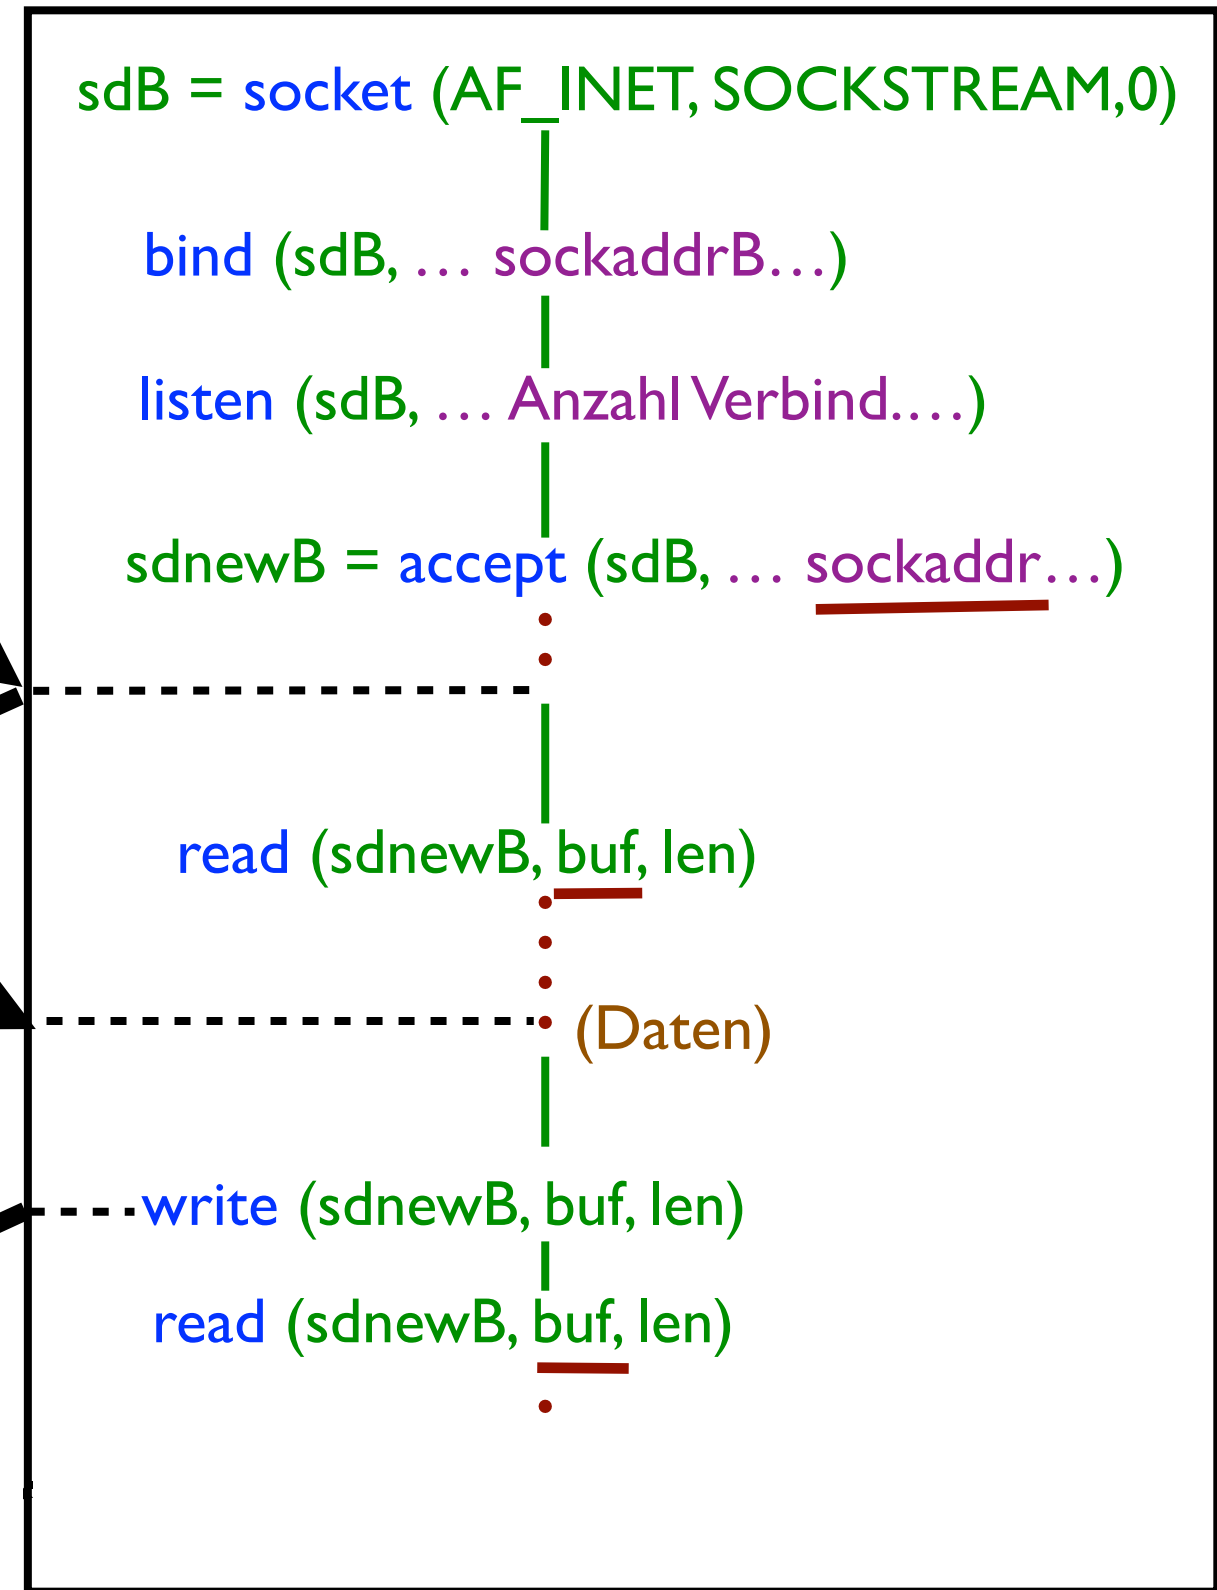 sdB = socket (AF_INET, SOCKSTREAM,0)
bind (sdB, … sockaddrB…)
listen (sdB, … Anzahl Verbind.…)
sdnewB = accept (sdB, … sockaddr…)
read (sdnewB, buf, len)
(Daten)
write (sdnewB, buf, len)
read (sdnewB, buf, len)